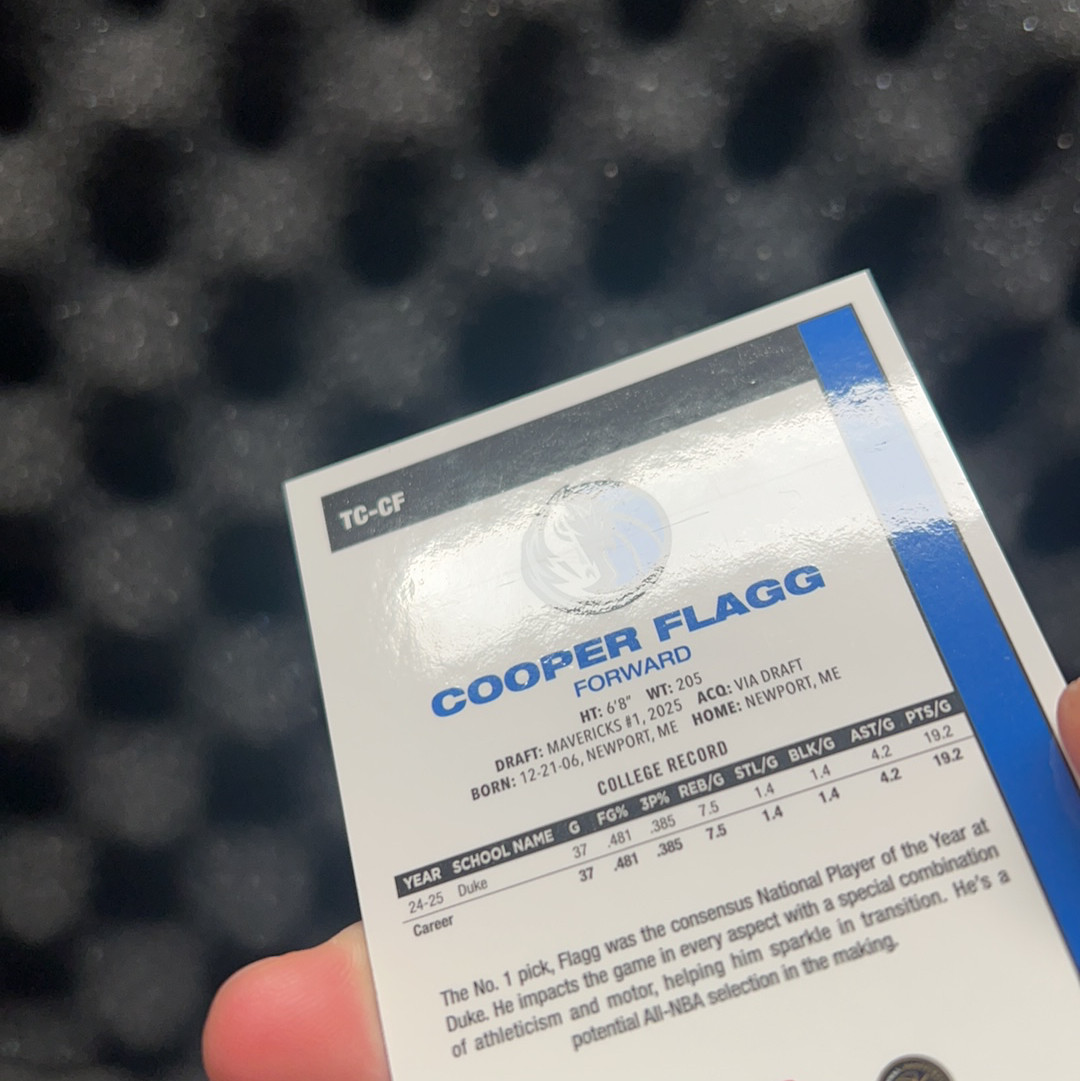 TC-CF
COOPER FLAGG
FORWARD
HT: 6'8" WT: 205
DRAFT: MAVERICKS #1, 2025 ACQ: VIA DRAFT
BORN: 12-21-06, NEWPORT, ME HOME: NEWPORT, ME
COLLEGE RECORD
YEAR SCHOOL NAME G FG% 3P% REB/G STL/G BLK/G AST/G PTS/G
24-25 Duke 37 .481 .385 7.5 1.4 1.4 4.2 19.2
Career 37 .481 .385 7.5 1.4 1.4 4.2 19.2
The No. 1 pick, Flagg was the consensus National Player of the Year at
Duke. He impacts the game in every aspect with a special combination
of athleticism and motor, helping him sparkle in transition. He's a
potential All-NBA selection in the making.